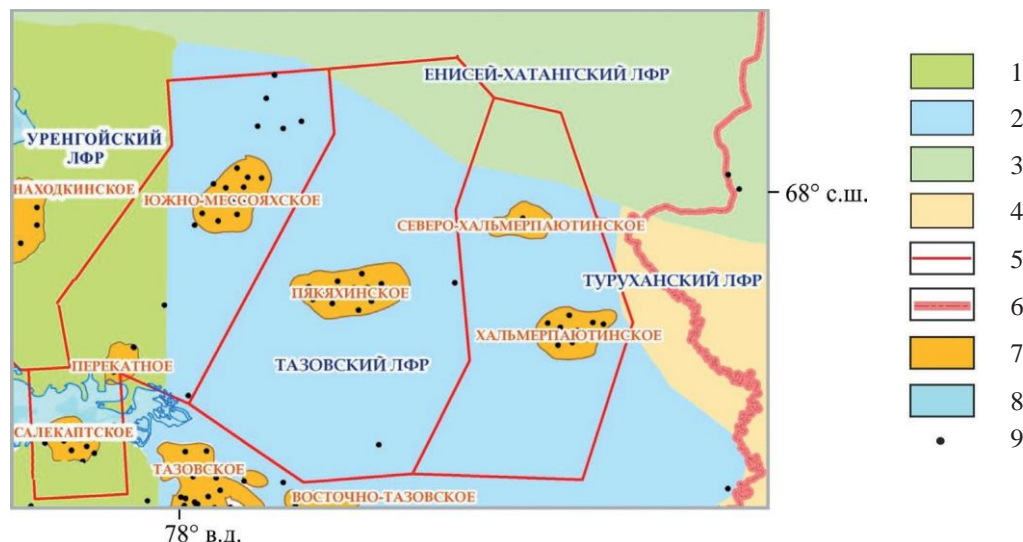 ЕНИСЕЙ-ХАТАНГСКИЙ ЛФР
УРЕНГОЙСКИЙ
ЛФР
НАХОДКИНСКОЕ
ЮЖНО-МЕССОЯХСКОЕ
68° с.ш.
СЕВЕРО-ХАЛЬМЕРПАЮТИНСКОЕ
ТУРУХАНСКИЙ ЛФР
ПЯКЯХИНСКОЕ
ХАЛЬМЕРПАЮТИНСКОЕ
ПЕРЕКАТНОЕ
ТАЗОВСКИЙ ЛФР
САЛЕКАПТСКОЕ
ТАЗОВСКОЕ
ВОСТОЧНО-ТАЗОВСКОЕ
78° в.д.
1
2
3
4
5
6
7
8
9